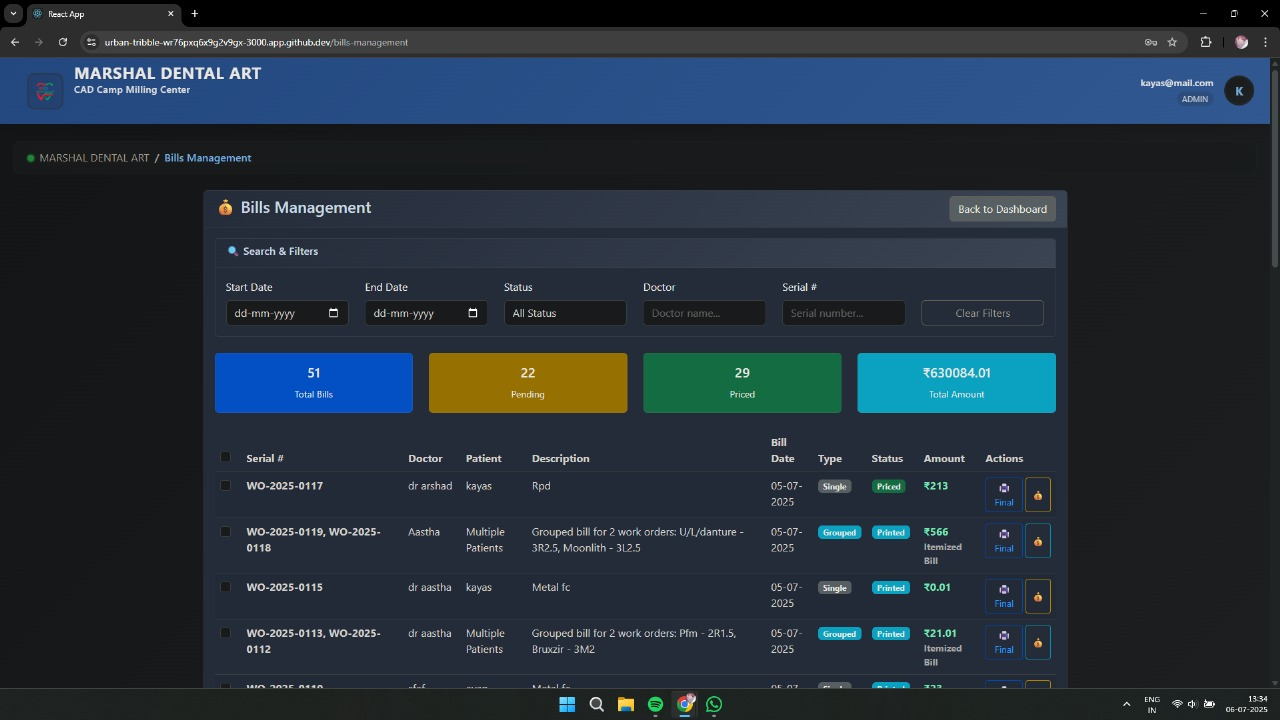 React App
urban-tribble-wr76pxq6x9g2v9gx-3000.app.github.dev/bills-management
MARSHAL DENTAL ART
CAD Camp Milling Center
kayas@mail.com
ADMIN
K
MARSHAL DENTAL ART / Bills Management
Bills Management
Back to Dashboard
Search & Filters
Start Date End Date Status Doctor Serial #
dd-mm-yyyy dd-mm-yyyy All Status Doctor name... Serial number... Clear Filters
51 22 29 ₹630084.01
Total Bills Pending Priced Total Amount
Serial # Doctor Patient Description Bill Date Type Status Amount Actions
WO-2025-0117 dr arshad kayas Rpd 05-07-2025 Single Priced ₹213 Final
WO-2025-0119, WO-2025-0118 Aastha Multiple Patients Grouped bill for 2 work orders: U/L/danture - 3R2.5, Moonlith - 3L2.5 05-07-2025 Grouped Printed ₹566 Itemized Bill Final
WO-2025-0115 dr aastha kayas Metal fc 05-07-2025 Single Printed ₹0.01 Final
WO-2025-0113, WO-2025-0112 dr aastha Multiple Patients Grouped bill for 2 work orders: Pfm - 2R1.5, Bruxzir - 3M2 05-07-2025 Grouped Printed ₹21.01 Itemized Bill Final
ENG
IN
13:34
06-07-2025